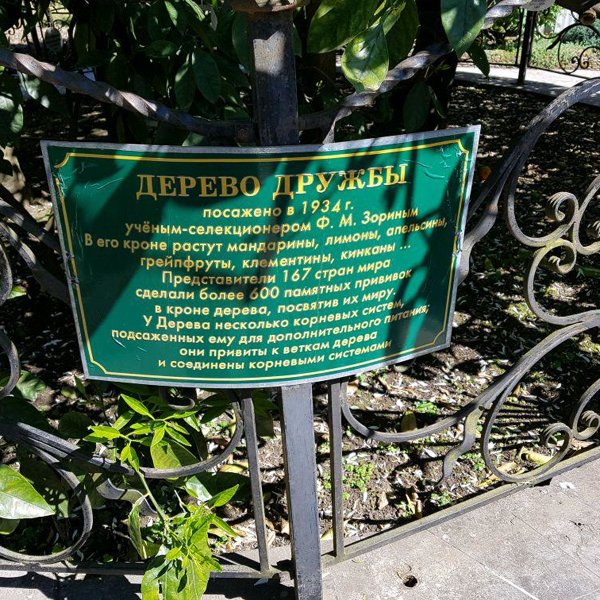 ДЕРЕВО ДРУЖБЫ
посажено в 1934 г.
учёным-селекционером Ф. М. Зориным
В его кроне растут мандарины, лимоны, апельсины,
грейпфруты, клементины, кинканы ...
Представители 167 стран мира
сделали более 600 памятных прививок
в кроне дерева, посвятив их миру.
У Дерева несколько корневых систем,
подсаженных ему для дополнительного питания;
они привиты к веткам дерева
и соединены корневыми системами